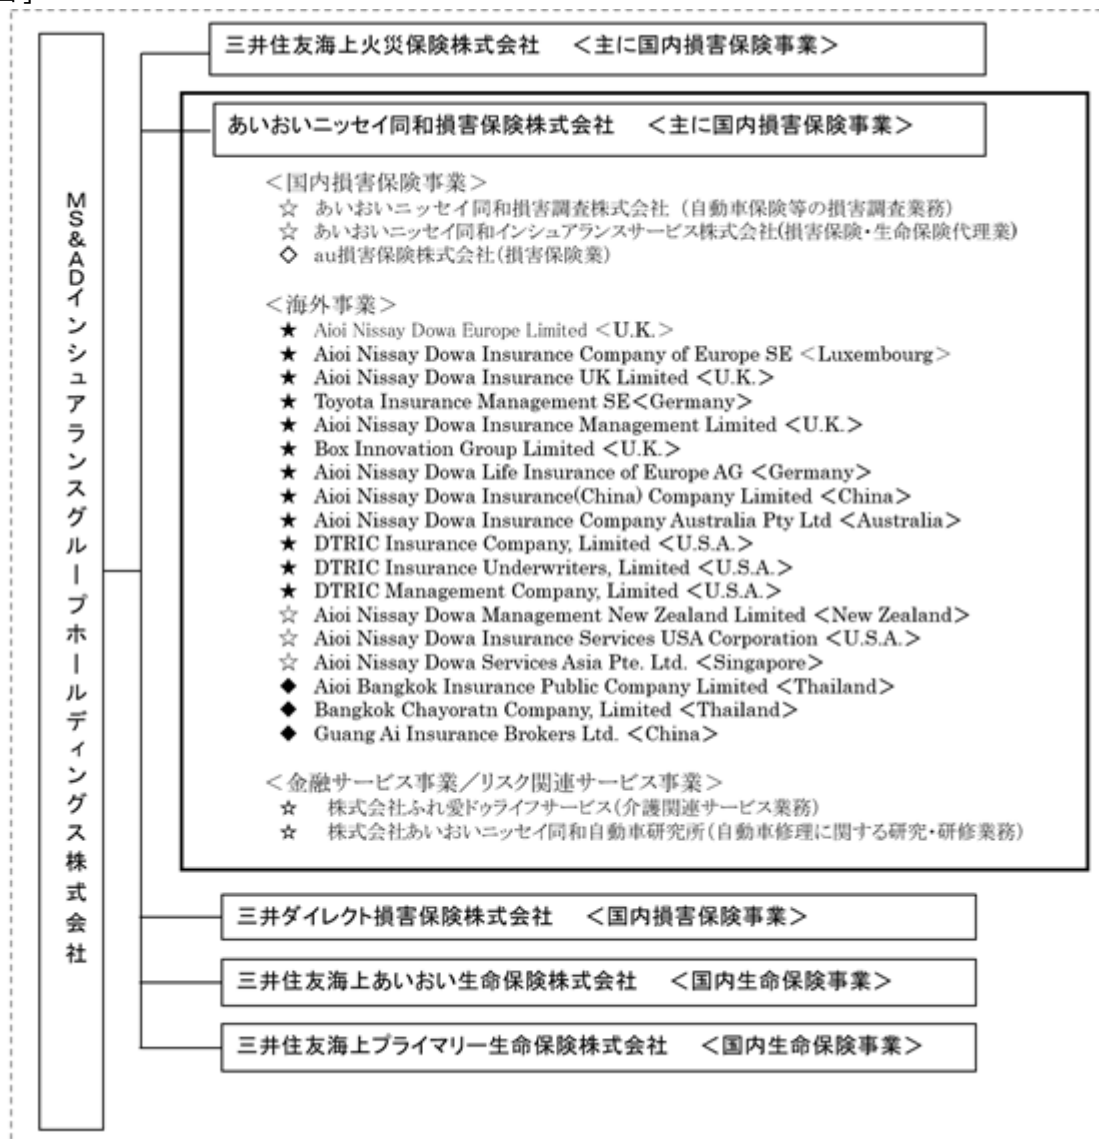 三井住友海上火災保険株式会社　＜主に国内損害保険事業＞
あいおいニッセイ同和損害保険株式会社　＜主に国内損害保険事業＞
MS&ADインシュアランスグループホールディングス株式会社
＜国内損害保険事業＞
☆ あいおいニッセイ同和損害調査株式会社（自動車保険等の損害調査業務）
☆ あいおいニッセイ同和インシュアランスサービス株式会社(損害保険・生命保険代理業)
◇ au損害保険株式会社(損害保険業)
＜海外事業＞
★ Aioi Nissay Dowa Europe Limited ＜U.K.＞
★ Aioi Nissay Dowa Insurance Company of Europe SE ＜Luxembourg＞
★ Aioi Nissay Dowa Insurance UK Limited ＜U.K.＞
★ Toyota Insurance Management SE＜Germany＞
★ Aioi Nissay Dowa Insurance Management Limited ＜U.K.＞
★ Box Innovation Group Limited ＜U.K.＞
★ Aioi Nissay Dowa Life Insurance of Europe AG ＜Germany＞
★ Aioi Nissay Dowa Insurance(China) Company Limited ＜China＞
★ Aioi Nissay Dowa Insurance Company Australia Pty Ltd ＜Australia＞
★ DTRIC Insurance Company, Limited ＜U.S.A.＞
★ DTRIC Insurance Underwriters, Limited ＜U.S.A.＞
★ DTRIC Management Company, Limited ＜U.S.A.＞
☆ Aioi Nissay Dowa Management New Zealand Limited ＜New Zealand＞
☆ Aioi Nissay Dowa Insurance Services USA Corporation ＜U.S.A.＞
☆ Aioi Nissay Dowa Services Asia Pte. Ltd. ＜Singapore＞
◆ Aioi Bangkok Insurance Public Company Limited ＜Thailand＞
◆ Bangkok Chayoratn Company, Limited ＜Thailand＞
◆ Guang Ai Insurance Brokers Ltd. ＜China＞
＜金融サービス事業／リスク関連サービス事業＞
☆ 株式会社ふれ愛ドゥライフサービス(介護関連サービス業務)
☆ 株式会社あいおいニッセイ同和自動車研究所(自動車修理に関する研究・研修業務)
三井ダイレクト損害保険株式会社　＜国内損害保険事業＞
三井住友海上あいおい生命保険株式会社　＜国内生命保険事業＞
三井住友海上プライマリー生命保険株式会社　＜国内生命保険事業＞